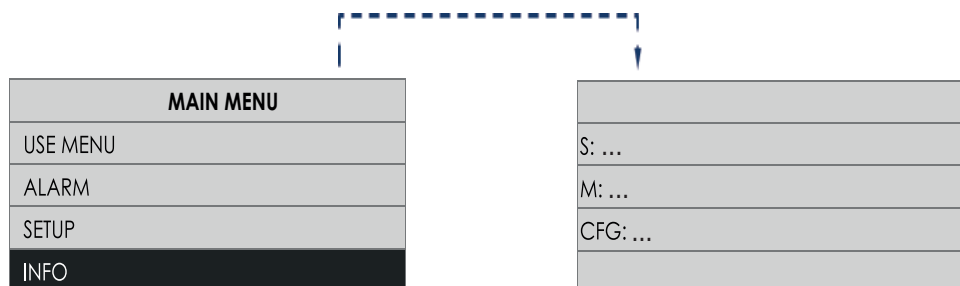 MAIN MENU
USE MENU
ALARM
SETUP
INFO
S: ...
M: ...
CFG: ...